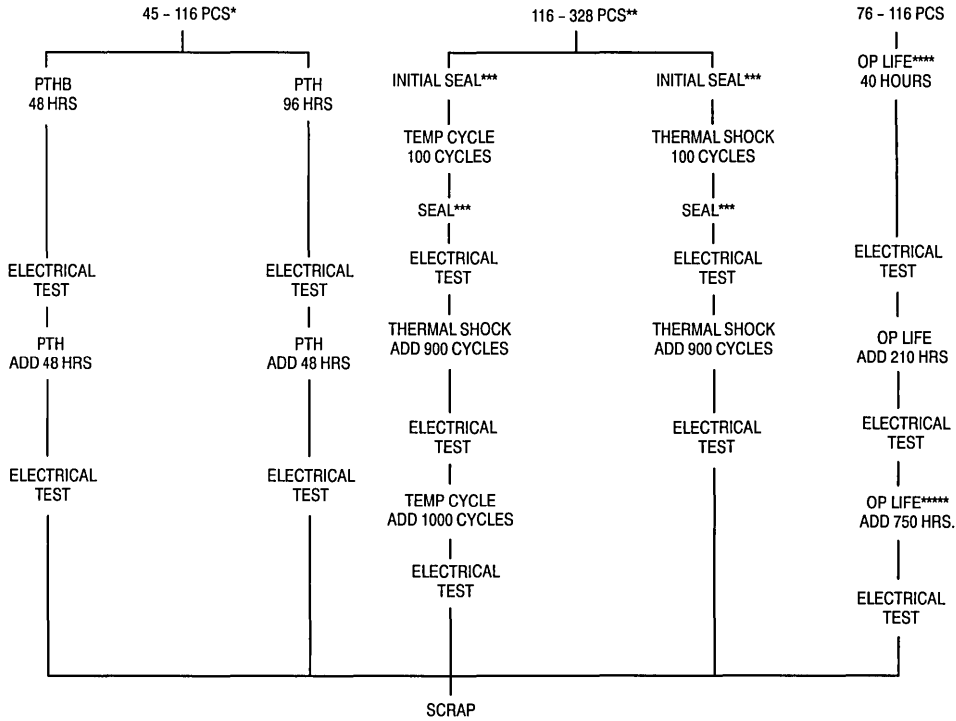 45 – 116 PCS*
116 – 328 PCS**
76 – 116 PCS
PTHB
48 HRS
ELECTRICAL
TEST
PTH
ADD 48 HRS
ELECTRICAL
TEST
PTH
96 HRS
ELECTRICAL
TEST
PTH
ADD 48 HRS
ELECTRICAL
TEST
INITIAL SEAL***
TEMP CYCLE
100 CYCLES
SEAL***
ELECTRICAL
TEST
THERMAL SHOCK
ADD 900 CYCLES
ELECTRICAL
TEST
TEMP CYCLE
ADD 1000 CYCLES
ELECTRICAL
TEST
INITIAL SEAL***
THERMAL SHOCK
100 CYCLES
SEAL***
ELECTRICAL
TEST
THERMAL SHOCK
ADD 900 CYCLES
ELECTRICAL
TEST
OP LIFE****
40 HOURS
ELECTRICAL
TEST
OP LIFE
ADD 210 HRS
ELECTRICAL
TEST
OP LIFE*****
ADD 750 HRS.
ELECTRICAL
TEST
SCRAP